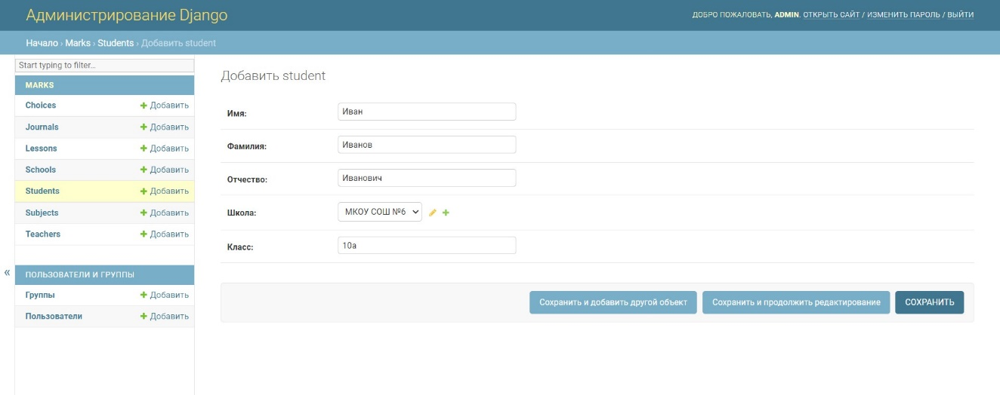 Администрирование Django
ДОБРО ПОЖАЛОВАТЬ, ADMIN. ОТКРЫТЬ САЙТ / ИЗМЕНИТЬ ПАРОЛЬ / ВЫЙТИ
Начало › Marks › Students › Добавить student
Start typing to filter...
MARKS
Choices + Добавить
Journals + Добавить
Lessons + Добавить
Schools + Добавить
Students + Добавить
Subjects + Добавить
Teachers + Добавить
«
ПОЛЬЗОВАТЕЛИ И ГРУППЫ
Группы + Добавить
Пользователи + Добавить
Добавить student
Имя: Иван
Фамилия: Иванов
Отчество: Иванович
Школа: МКОУ СОШ №6
Класс: 10а
Сохранить и добавить другой объект Сохранить и продолжить редактирование СОХРАНИТЬ